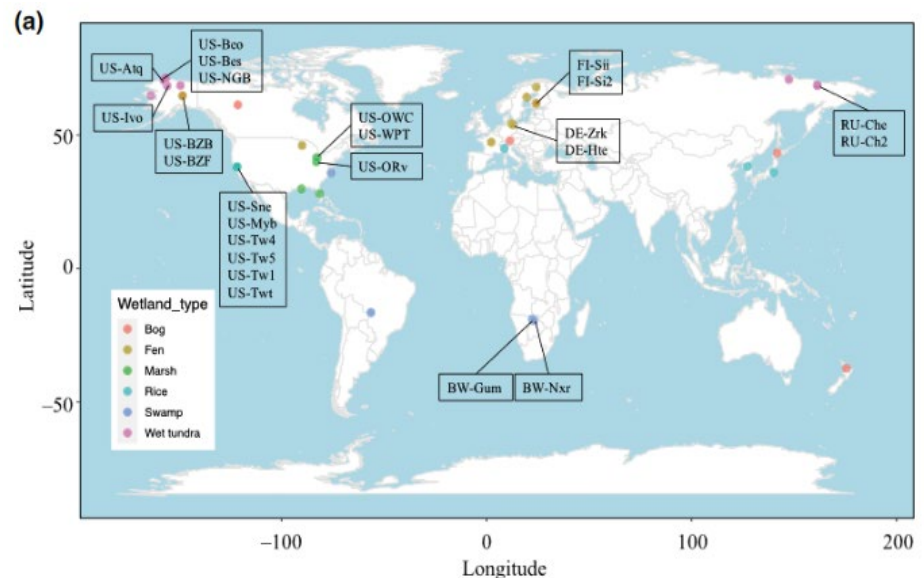 (a)
US-Beo
US-Bes
US-NGB
US-Atq
US-Ivo
US-BZB
US-BZF
US-OWC
US-WPT
US-ORv
FI-Sii
FI-Si2
DE-Zrk
DE-Hte
RU-Che
RU-Ch2
US-Sne
US-Myb
US-Tw4
US-Tw5
US-Tw1
US-Twt
BW-Gum
BW-Nxr
Latitude
50
0
−50
Wetland_type
Bog
Fen
Marsh
Rice
Swamp
Wet tundra
−100
0
100
200
Longitude